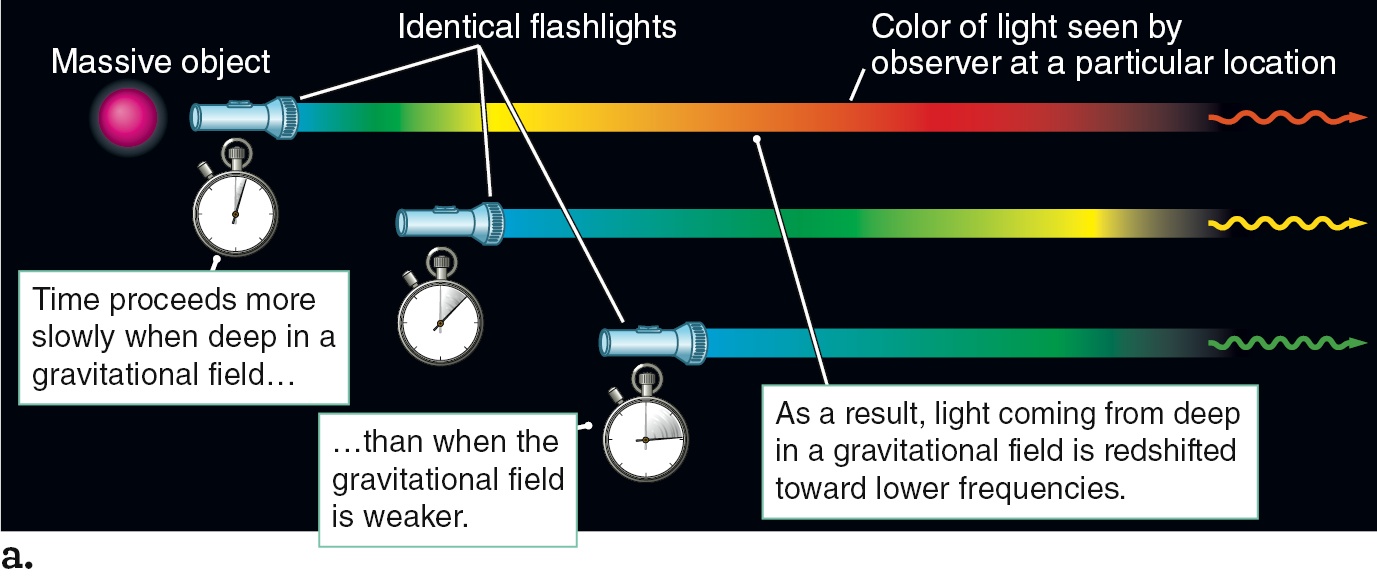 Identical flashlights
Color of light seen by
observer at a particular location
Massive object
Time proceeds more
slowly when deep in a
gravitational field…
…than when the
gravitational field
is weaker.
As a result, light coming from deep
in a gravitational field is redshifted
toward lower frequencies.
a.